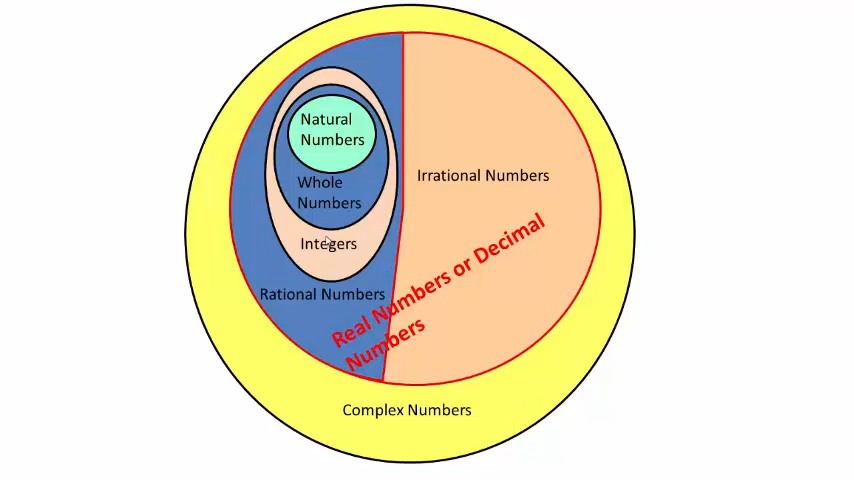 Natural
Numbers
Whole
Numbers
Integers
Rational Numbers
Irrational Numbers
Real Numbers or Decimal
Numbers
Complex Numbers